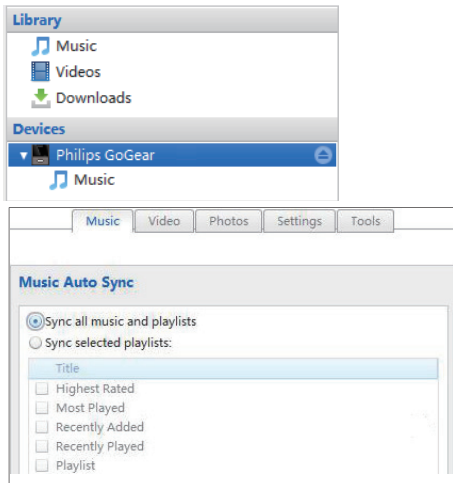 Library
Music
Videos
Downloads
Devices
Philips GoGear
Music
Music Video Photos Settings Tools
Music Auto Sync
Sync all music and playlists
Sync selected playlists:
Title
Highest Rated
Most Played
Recently Added
Recently Played
Playlist